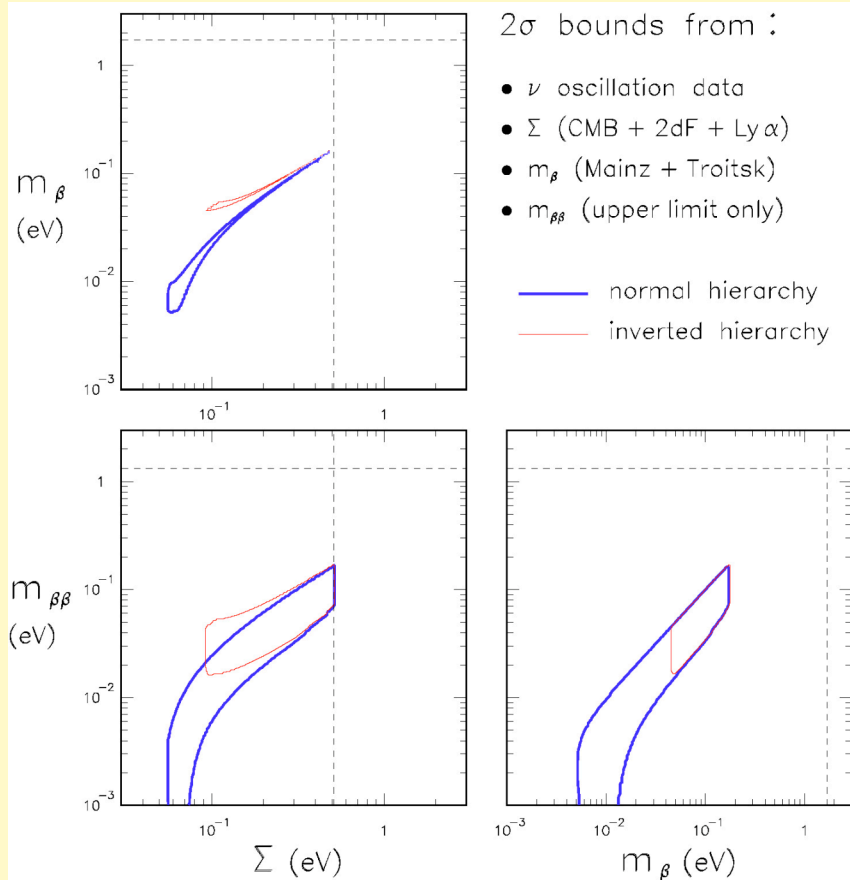 2σ bounds from :
• ν oscillation data
• Σ (CMB + 2dF + Ly α)
• m_β (Mainz + Troitsk)
• m_ββ (upper limit only)
normal hierarchy
inverted hierarchy
m_β
(eV)
1
10^-1
10^-2
10^-3
10^-1
1
m_ββ
(eV)
1
10^-1
10^-2
10^-3
10^-1
1
Σ (eV)
10^-3
10^-2
10^-1
1
m_β (eV)